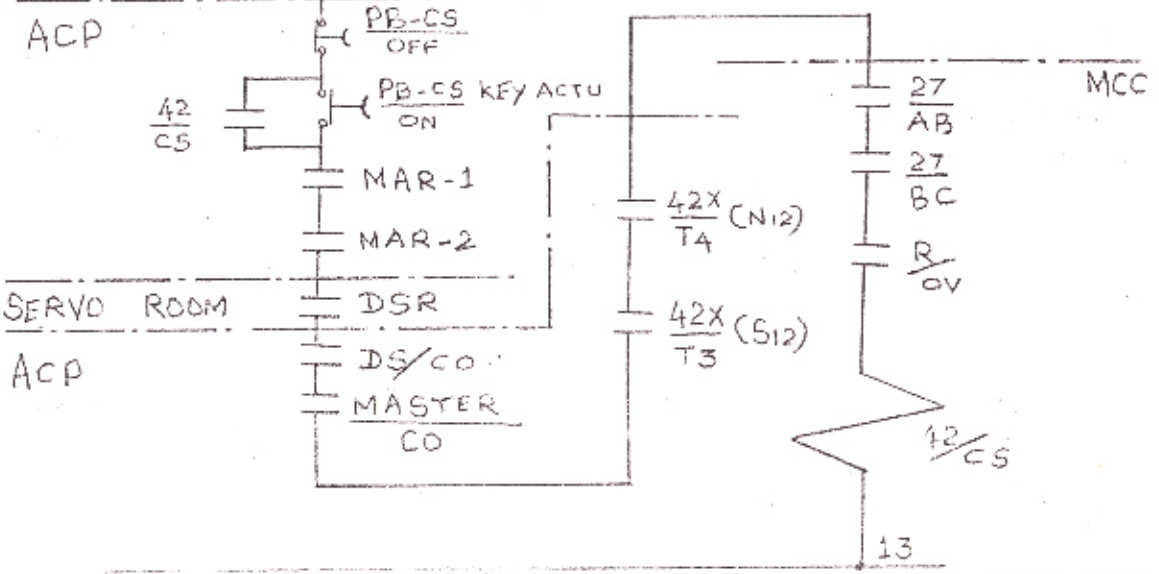 ACP
PB-CS
OFF
PB-CS KEY ACTU
ON
42
CS
MAR-1
MAR-2
SERVO ROOM
DSR
ACP
DS/CO
MASTER
CO
42X (N12)
T4
42X (S12)
T3
MCC
27
AB
27
BC
R/OV
42/CS
13